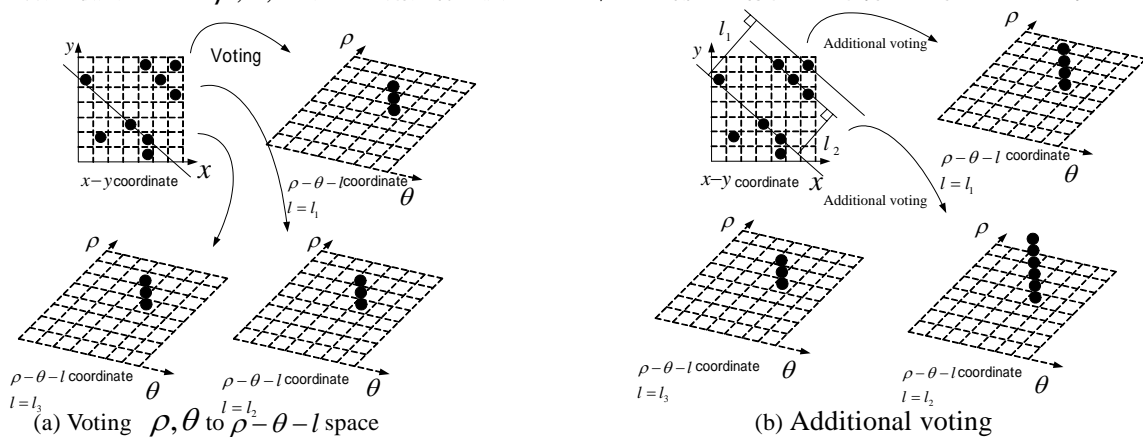 y
Voting
ρ
x
x−y coordinate
ρ−θ−l coordinate
l = l₁
θ
ρ
ρ
ρ−θ−l coordinate
l = l₃
θ
ρ−θ−l coordinate
l = l₂
θ
(a) Voting ρ,θ to ρ−θ−l space
y
l₁
Additional voting
ρ
l₂
x−y coordinate
x
Additional voting
ρ−θ−l coordinate
l = l₁
θ
ρ
ρ
ρ−θ−l coordinate
l = l₃
θ
ρ−θ−l coordinate
l = l₂
θ
(b) Additional voting